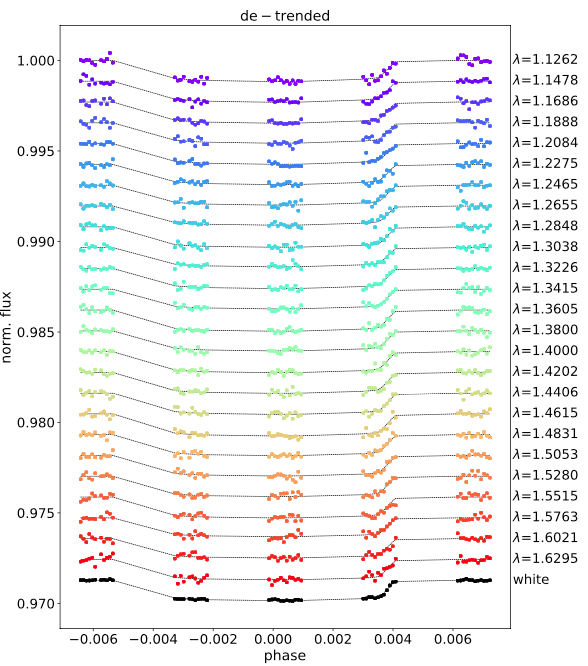 de − trended
1.000
0.995
0.990
0.985
0.980
0.975
0.970
norm. flux
λ=1.1262
λ=1.1478
λ=1.1686
λ=1.1888
λ=1.2084
λ=1.2275
λ=1.2465
λ=1.2655
λ=1.2848
λ=1.3038
λ=1.3226
λ=1.3415
λ=1.3605
λ=1.3800
λ=1.4000
λ=1.4202
λ=1.4406
λ=1.4615
λ=1.4831
λ=1.5053
λ=1.5280
λ=1.5515
λ=1.5763
λ=1.6021
λ=1.6295
white
−0.006 −0.004 −0.002 0.000 0.002 0.004 0.006
phase